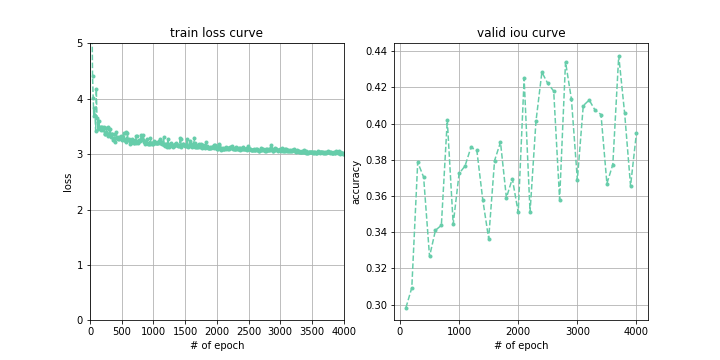 train loss curve
5
4
3
2
1
0
loss
0 500 1000 1500 2000 2500 3000 3500 4000
# of epoch
valid iou curve
0.44
0.42
0.40
0.38
0.36
0.34
0.32
0.30
accuracy
0 1000 2000 3000 4000
# of epoch